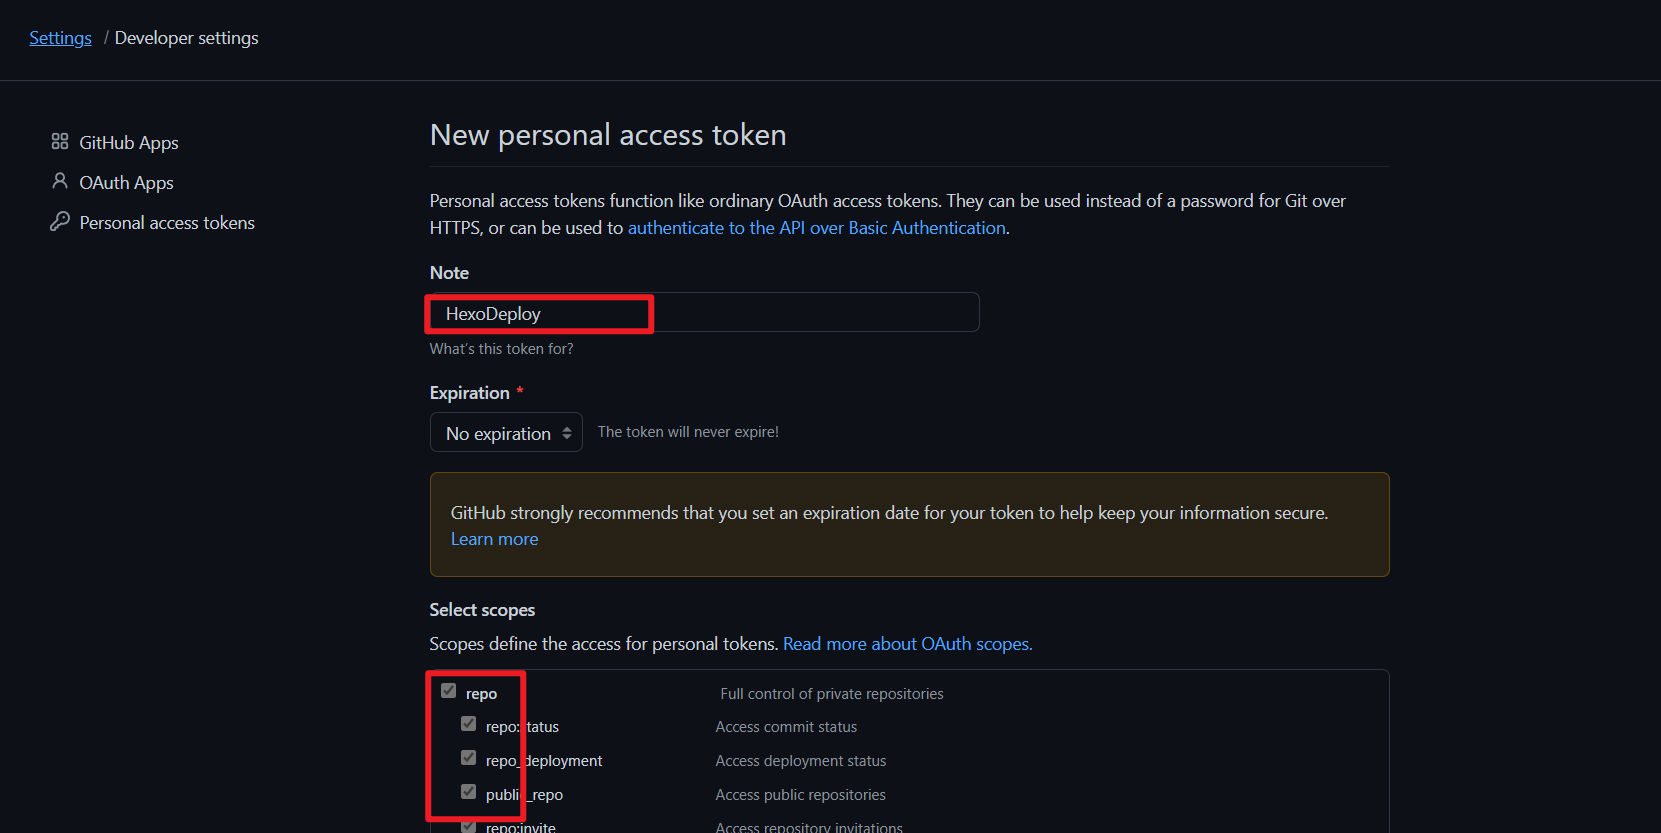 Settings / Developer settings
GitHub Apps
OAuth Apps
Personal access tokens
New personal access token
Personal access tokens function like ordinary OAuth access tokens. They can be used instead of a password for Git over
HTTPS, or can be used to authenticate to the API over Basic Authentication.
Note
HexoDeploy
What's this token for?
Expiration *
No expiration The token will never expire!
GitHub strongly recommends that you set an expiration date for your token to help keep your information secure.
Learn more
Select scopes
Scopes define the access for personal tokens. Read more about OAuth scopes.
repo Full control of private repositories
repo:status Access commit status
repo_deployment Access deployment status
public_repo Access public repositories
repo:invite Access repository invitations